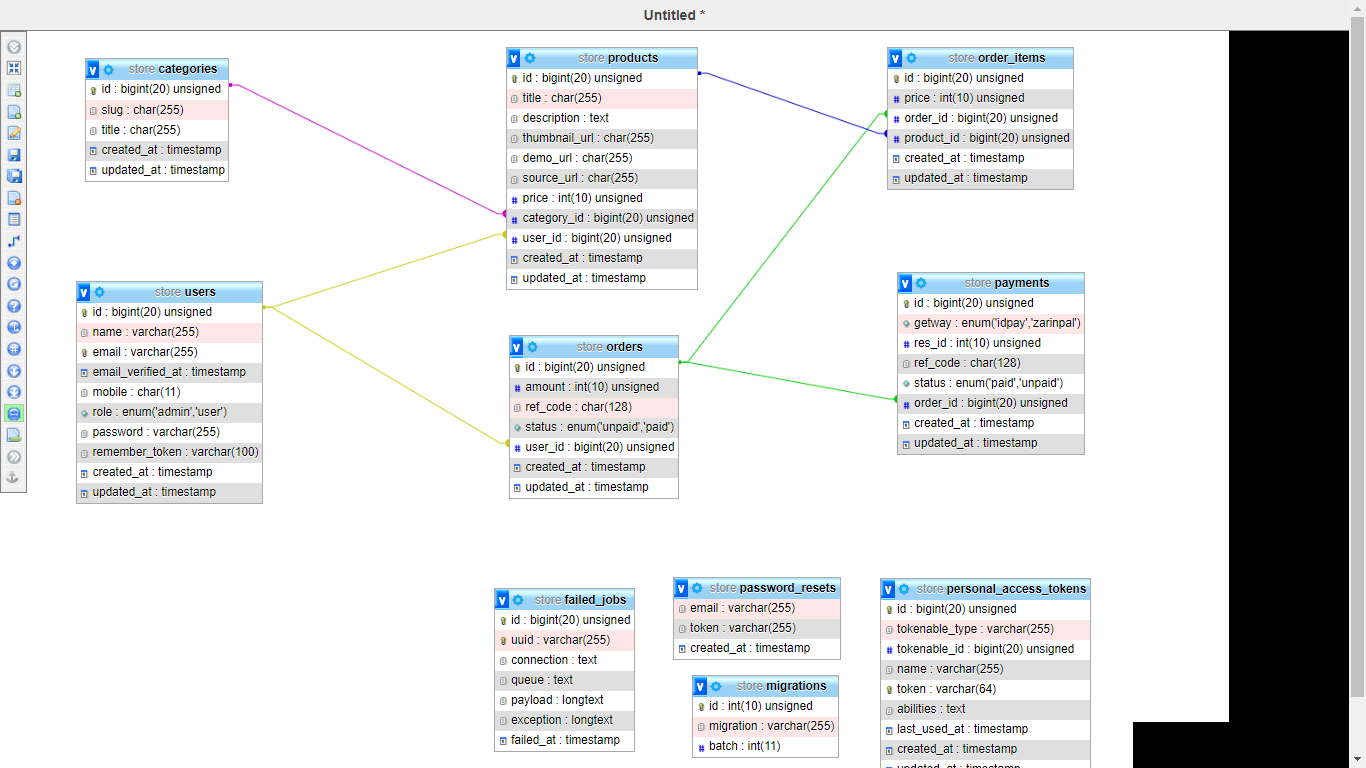 Untitled *
store categories
id : bigint(20) unsigned
slug : char(255)
title : char(255)
created_at : timestamp
updated_at : timestamp
store products
id : bigint(20) unsigned
title : char(255)
description : text
thumbnail_url : char(255)
demo_url : char(255)
source_url : char(255)
price : int(10) unsigned
category_id : bigint(20) unsigned
user_id : bigint(20) unsigned
created_at : timestamp
updated_at : timestamp
store order_items
id : bigint(20) unsigned
price : int(10) unsigned
order_id : bigint(20) unsigned
product_id : bigint(20) unsigned
created_at : timestamp
updated_at : timestamp
store users
id : bigint(20) unsigned
name : varchar(255)
email : varchar(255)
email_verified_at : timestamp
mobile : char(11)
role : enum('admin','user')
password : varchar(255)
remember_token : varchar(100)
created_at : timestamp
updated_at : timestamp
store orders
id : bigint(20) unsigned
amount : int(10) unsigned
ref_code : char(128)
status : enum('unpaid','paid')
user_id : bigint(20) unsigned
created_at : timestamp
updated_at : timestamp
store payments
id : bigint(20) unsigned
getway : enum('idpay','zarinpal')
res_id : int(10) unsigned
ref_code : char(128)
status : enum('paid','unpaid')
order_id : bigint(20) unsigned
created_at : timestamp
updated_at : timestamp
store failed_jobs
id : bigint(20) unsigned
uuid : varchar(255)
connection : text
queue : text
payload : longtext
exception : longtext
failed_at : timestamp
store password_resets
email : varchar(255)
token : varchar(255)
created_at : timestamp
store migrations
id : int(10) unsigned
migration : varchar(255)
batch : int(11)
store personal_access_tokens
id : bigint(20) unsigned
tokenable_type : varchar(255)
tokenable_id : bigint(20) unsigned
name : varchar(255)
token : varchar(64)
abilities : text
last_used_at : timestamp
created_at : timestamp